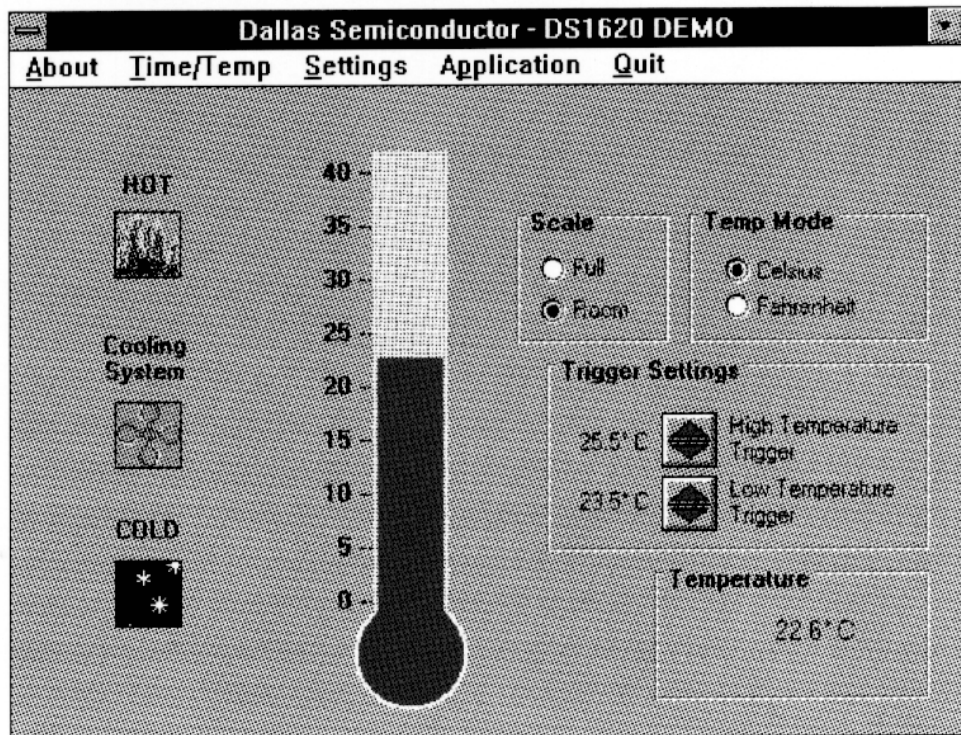 Dallas Semiconductor - DS1620 DEMO
About Time/Temp Settings Application Quit
HOT
Cooling
System
COLD
40
35
30
25
20
15
10
5
0
Scale
Full
Room
Temp Mode
Celsius
Fahrenheit
Trigger Settings
25.5° C
High Temperature
Trigger
23.5° C
Low Temperature
Trigger
Temperature
22.6° C